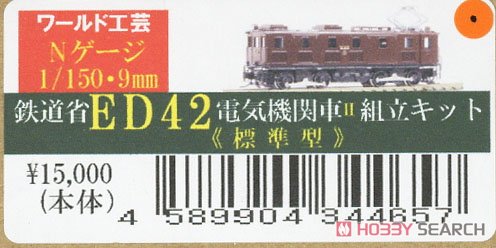 ワールド工芸
Nゲージ
1/150・9mm
鉄道省ED42電気機関車II組立キット
《標準型》
¥15,000
(本体)
4 589904 344657
HOBBY SEARCH